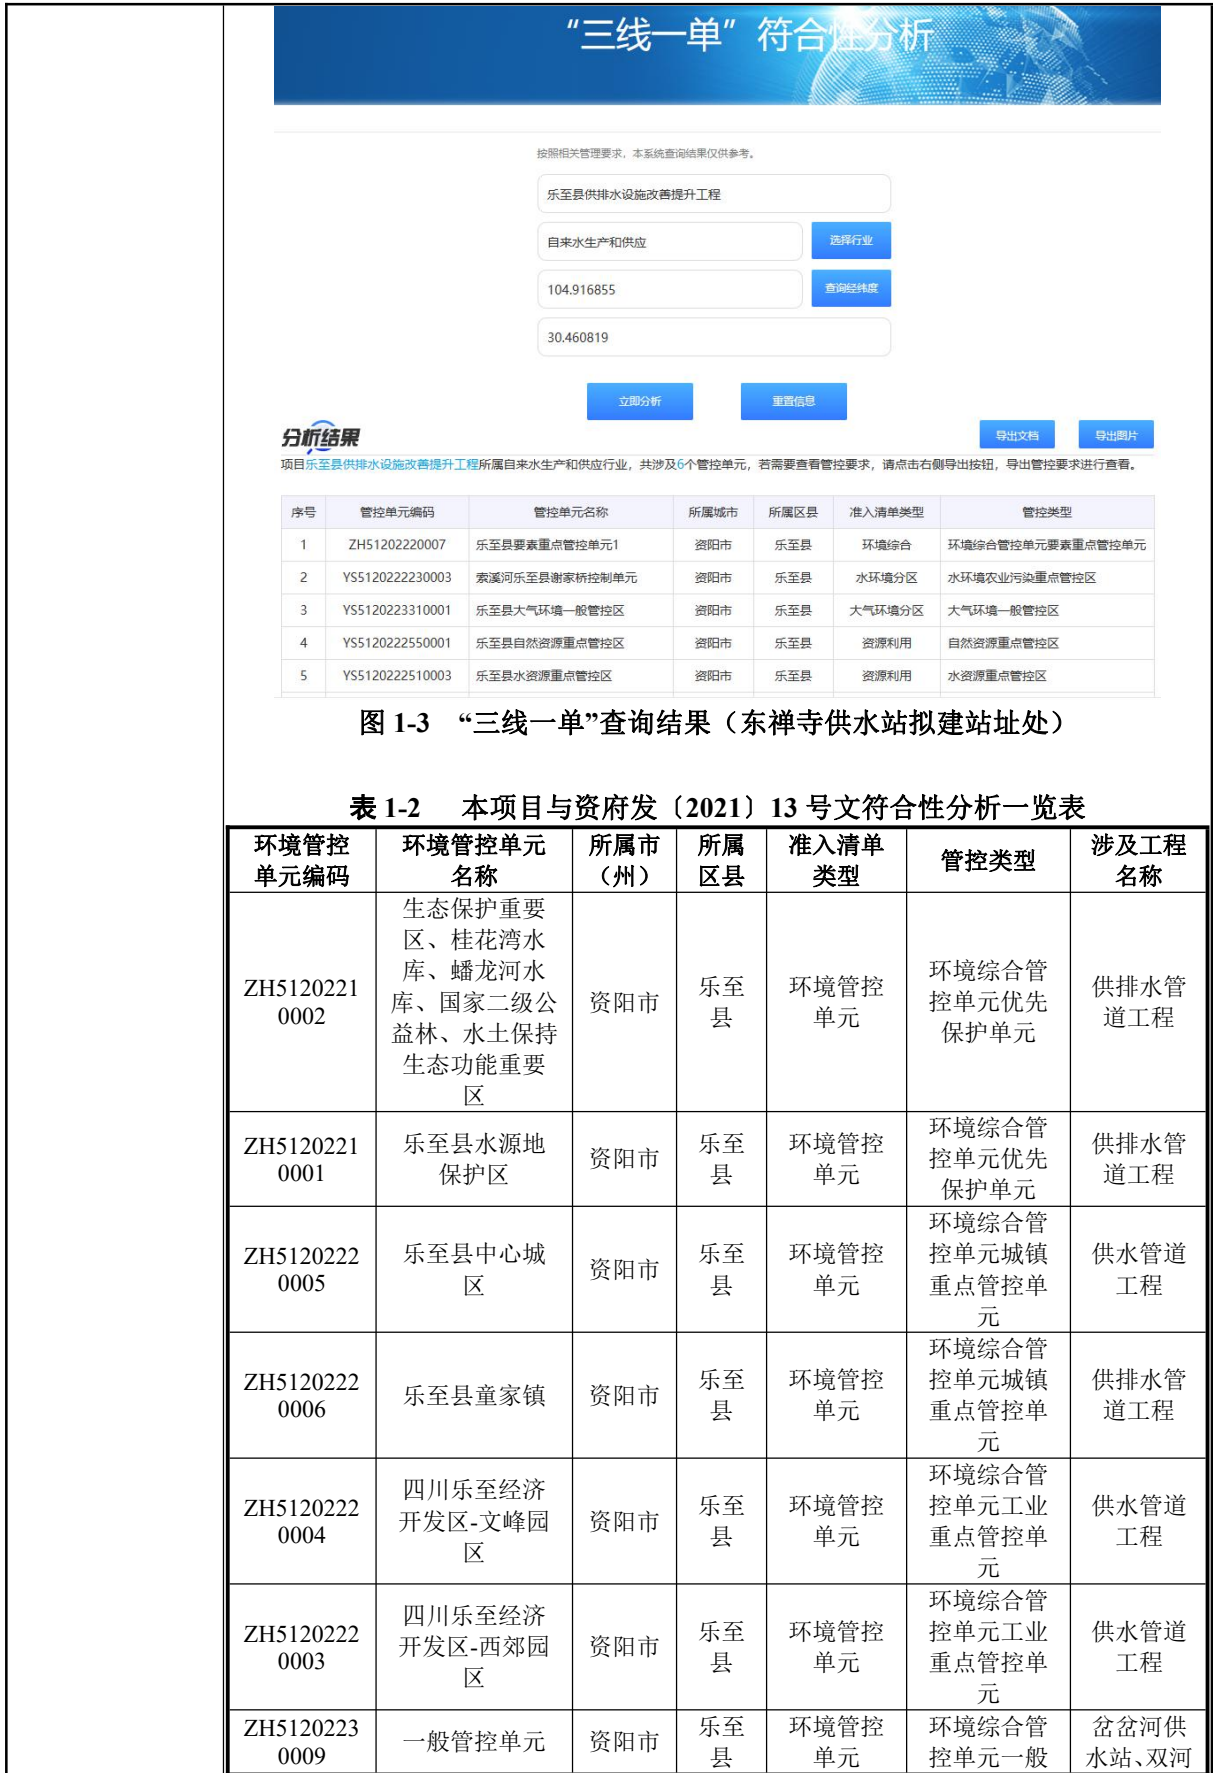 “三线一单”符合性分析
按照相关管理要求，本系统查询结果仅供参考。
乐至县供排水设施改善提升工程
自来水生产和供应 选择行业
104.916855 查询经纬度
30.460819
立即分析 重置信息
分析结果 导出文档 导出图片
项目乐至县供排水设施改善提升工程所属自来水生产和供应行业，共涉及6个管控单元，若需要查看管控要求，请点击右侧导出按钮，导出管控要求进行查看。
序号 管控单元编码 管控单元名称 所属城市 所属区县 准入清单类型 管控类型
1 ZH51202220007 乐至县要素重点管控单元1 资阳市 乐至县 环境综合 环境综合管控单元要素重点管控单元
2 YS5120222230003 索溪河乐至县谢家桥控制单元 资阳市 乐至县 水环境分区 水环境农业污染重点管控区
3 YS5120223310001 乐至县大气环境一般管控区 资阳市 乐至县 大气环境分区 大气环境一般管控区
4 YS5120222550001 乐至县自然资源重点管控区 资阳市 乐至县 资源利用 自然资源重点管控区
5 YS5120222510003 乐至县水资源重点管控区 资阳市 乐至县 资源利用 水资源重点管控区
图 1-3 “三线一单”查询结果（东禅寺供水站拟建站址处）
表 1-2 本项目与资府发〔2021〕13 号文符合性分析一览表
环境管控
单元编码
环境管控单元
名称
所属市
（州）
所属
区县
准入清单
类型
管控类型
涉及工程
名称
ZH5120221
0002
生态保护重要
区、桂花湾水
库、蟠龙河水
库、国家二级公
益林、水土保持
生态功能重要
区
资阳市
乐至
县
环境管控
单元
环境综合管
控单元优先
保护单元
供排水管
道工程
ZH5120221
0001
乐至县水源地
保护区
资阳市
乐至
县
环境管控
单元
环境综合管
控单元优先
保护单元
供排水管
道工程
ZH5120222
0005
乐至县中心城
区
资阳市
乐至
县
环境管控
单元
环境综合管
控单元城镇
重点管控单
元
供水管道
工程
ZH5120222
0006
乐至县童家镇
资阳市
乐至
县
环境管控
单元
环境综合管
控单元城镇
重点管控单
元
供排水管
道工程
ZH5120222
0004
四川乐至经济
开发区-文峰园
区
资阳市
乐至
县
环境管控
单元
环境综合管
控单元工业
重点管控单
元
供水管道
工程
ZH5120222
0003
四川乐至经济
开发区-西郊园
区
资阳市
乐至
县
环境管控
单元
环境综合管
控单元工业
重点管控单
元
供水管道
工程
ZH5120223
0009
一般管控单元
资阳市
乐至
县
环境管控
单元
环境综合管
控单元一般
岔岔河供
水站、双河